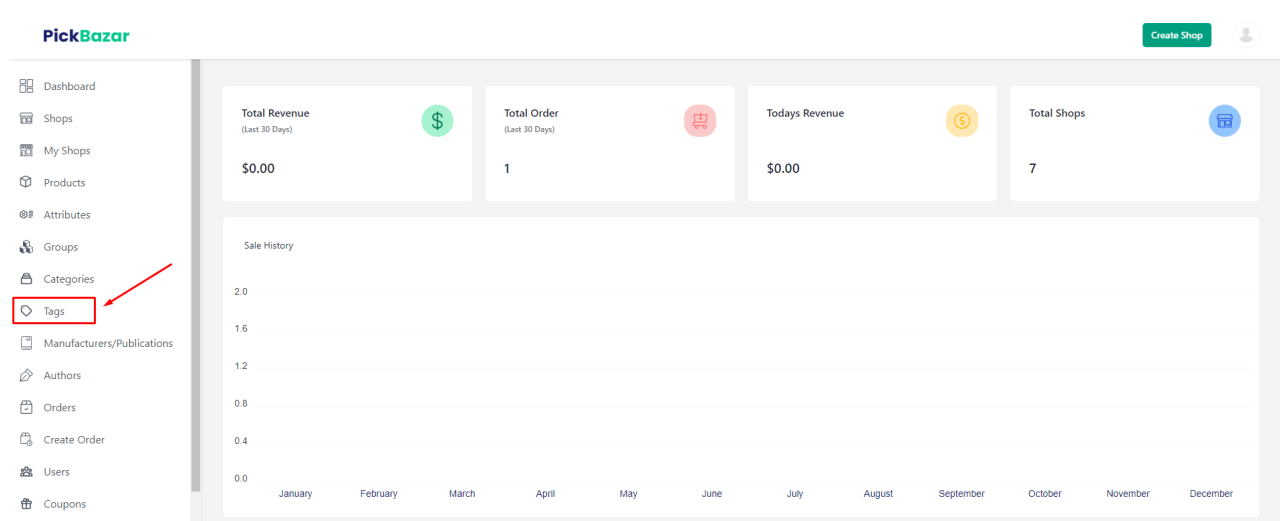 PickBazar
Create Shop
Dashboard
Shops
My Shops
Products
Attributes
Groups
Categories
Tags
Manufacturers/Publications
Authors
Orders
Create Order
Users
Coupons
Total Revenue
(Last 30 Days)
$0.00
Total Order
(Last 30 Days)
1
Todays Revenue
$0.00
Total Shops
7
Sale History
2.0
1.6
1.2
0.8
0.4
0.0
January February March April May June July August September October November December